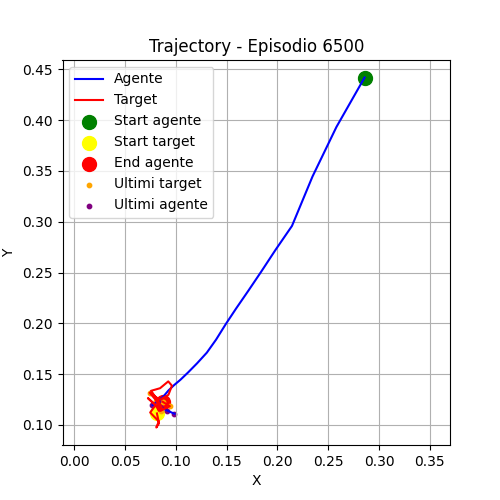 Trajectory - Episodio 6500
Agente
Target
Start agente
Start target
End agente
Ultimi target
Ultimi agente
Y
0.45
0.40
0.35
0.30
0.25
0.20
0.15
0.10
0.00 0.05 0.10 0.15 0.20 0.25 0.30 0.35
X